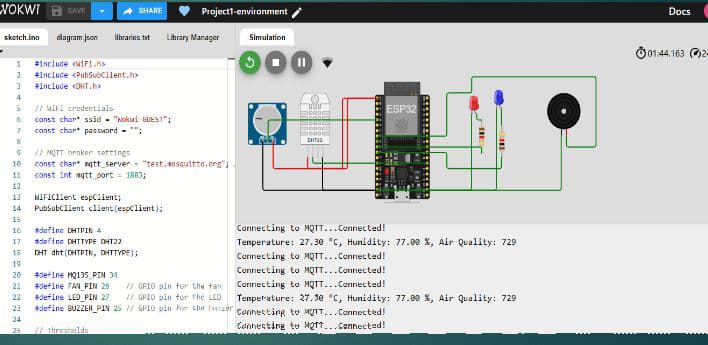 WOKWI
SAVE
SHARE
Project1-environment
Docs
sketch.ino
diagram.json
libraries.txt
Library Manager
Simulation
01:44.163
1 #include <WiFi.h>
2 #include <PubSubClient.h>
3 #include <DHT.h>
4
5 // WiFi credentials
6 const char* ssid = "Wokwi-GUEST";
7 const char* password = "";
8
9 // MQTT broker settings
10 const char* mqtt_server = "test.mosquitto.org";
11 const int mqtt_port = 1883;
12
13 WiFiClient espClient;
14 PubSubClient client(espClient);
15
16 #define DHTPIN 4
17 #define DHTTYPE DHT22
18 DHT dht(DHTPIN, DHTTYPE);
19
20 #define MQ135_PIN 34
21 #define FAN_PIN 26 // GPIO pin for the fan
22 #define LED_PIN 27 // GPIO pin for the LED
23 #define BUZZER_PIN 25 // GPIO pin for the buzzer
24
25 // Thresholds
DHT22
ESP32
Connecting to MQTT...Connected!
Temperature: 27.30 °C, Humidity: 77.00 %, Air Quality: 729
Connecting to MQTT...Connected!
Connecting to MQTT...Connected!
Connecting to MQTT...Connected!
Temperature: 27.30 °C, Humidity: 77.00 %, Air Quality: 729
Connecting to MQTT...Connected!
Connecting to MQTT...Connected!